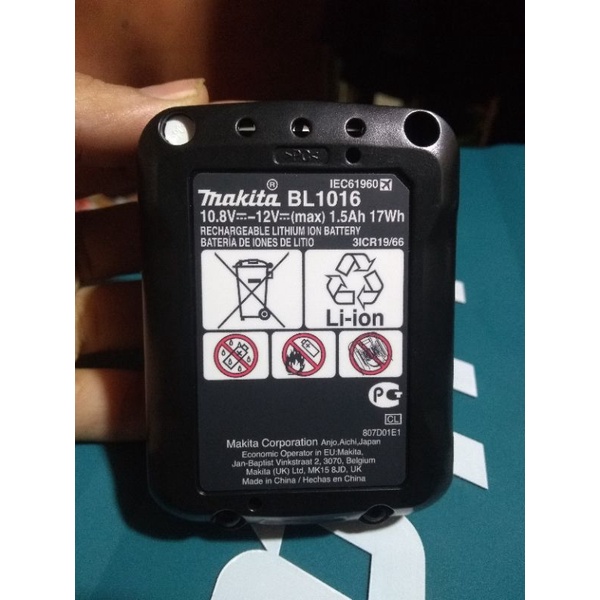 >PC<
IEC61960
makita® BL1016
10.8V⎓-12V⎓(max) 1.5Ah 17Wh
RECHARGEABLE LITHIUM ION BATTERY
BATERÍA DE IONES DE LITIO 3ICR19/66
Li-ion
PG
CL
807D01E1
Makita Corporation Anjo,Aichi,Japan
Economic Operator in EU:Makita,
Jan-Baptist Vinkstraat 2, 3070, Belgium
Makita (UK) Ltd, MK15 8JD, UK
Made in China / Hechas en China